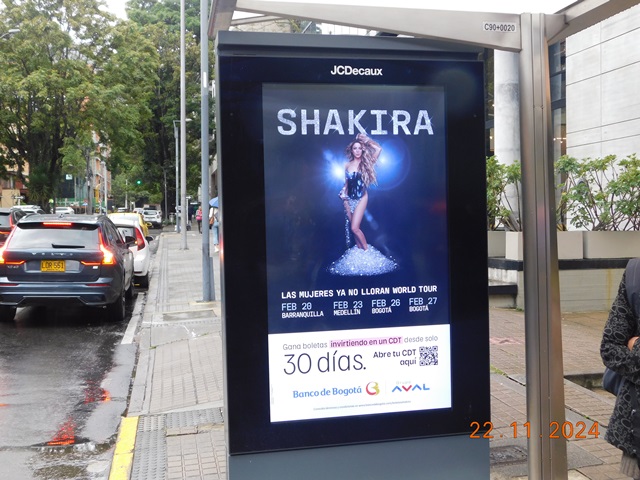 C90+0020
JCDecaux
SHAKIRA
LAS MUJERES YA NO LLORAN WORLD TOUR
FEB 20 FEB 23 FEB 26 FEB 27
BARRANQUILLA MEDELLÍN BOGOTÁ BOGOTÁ
Gana boletas invirtiendo en un CDT desde solo
30 días.
Abre tu CDT
aquí
Banco de Bogotá
AVAL
22.11.2024